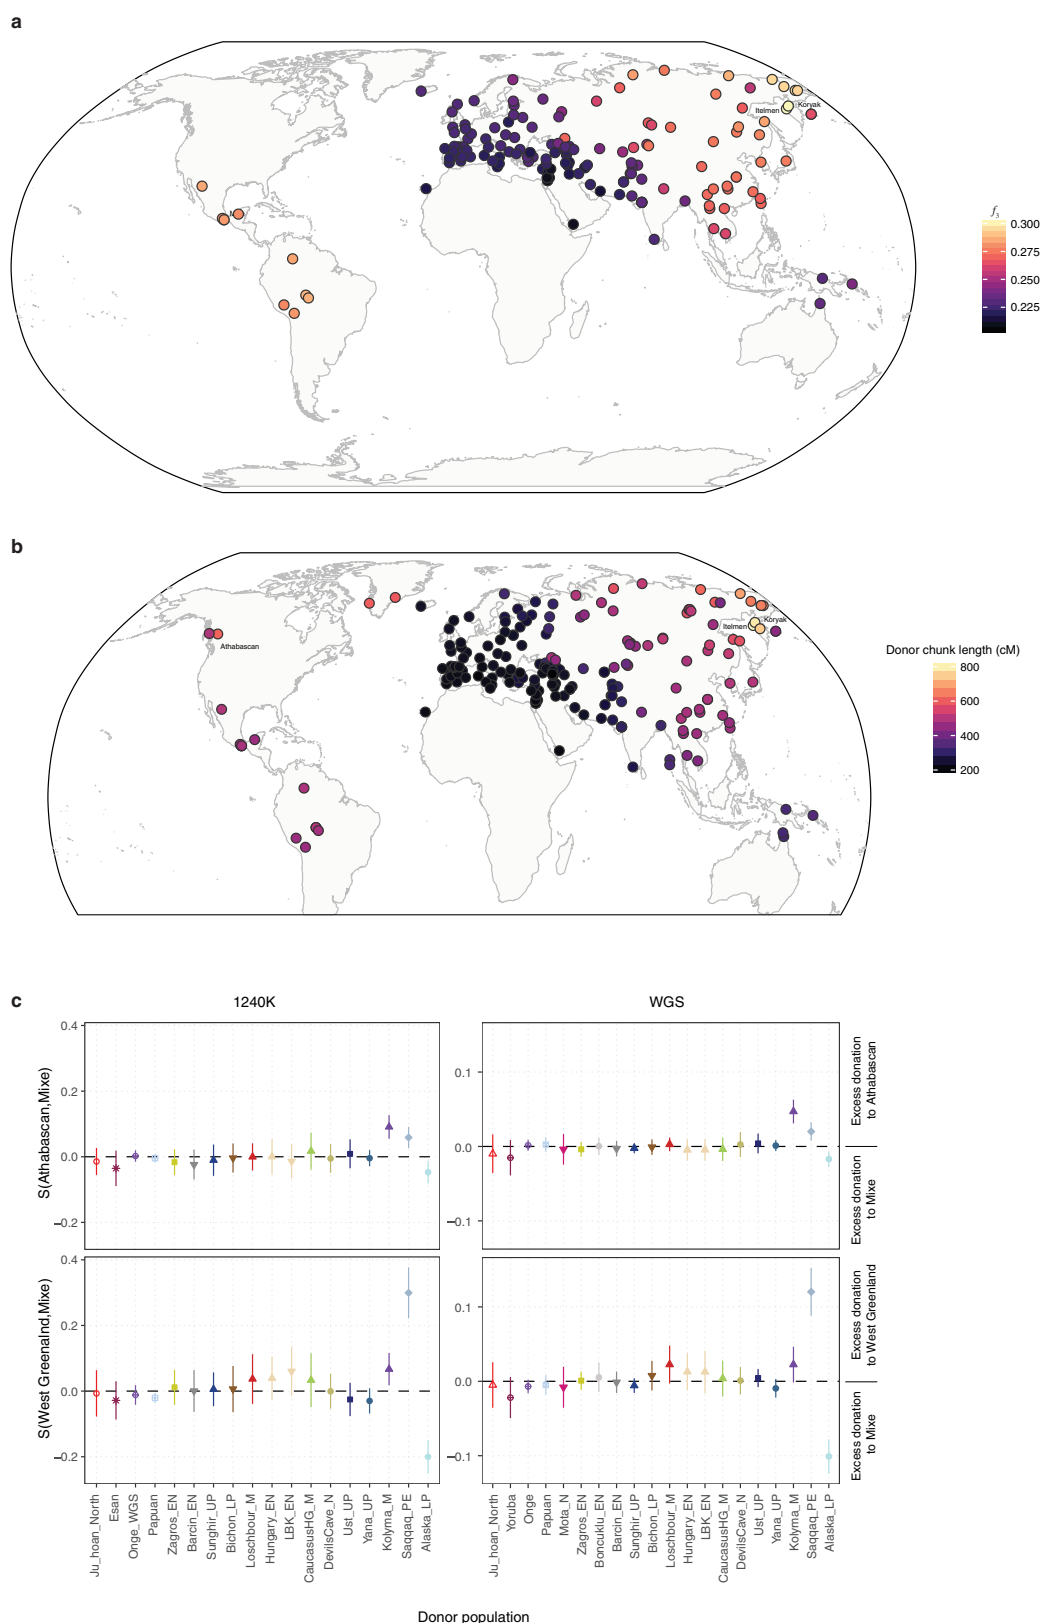 a
Itelmen
Koryak
f3
0.300
0.275
0.250
0.225
b
Itelmen
Koryak
Athabascan
Donor chunk length (cM)
800
600
400
200
c
1240K
WGS
S(Athabascan,Mixe)
0.4
0.2
0.0
−0.2
0.1
0.0
−0.1
Excess donation
to Athabascan
Excess donation
to Mixe
S(West Greenalnd,Mixe)
0.4
0.2
0.0
−0.2
0.1
0.0
−0.1
Excess donation
to West Greenland
Excess donation
to Mixe
Ju_hoan_North
Esan
Onge_WGS
Papuan
Zagros_EN
Barcin_EN
Sunghir_UP
Bichon_LP
Loschbour_M
Hungary_EN
LBK_EN
CaucasusHG_M
DevilsCave_N
Ust_UP
Yana_UP
Kolyma_M
Saqqaq_PE
Alaska_LP
Ju_hoan_North
Yoruba
Onge
Papuan
Mota_N
Zagros_EN
Boncuklu_EN
Barcin_EN
Sunghir_UP
Bichon_LP
Loschbour_M
Hungary_EN
LBK_EN
CaucasusHG_M
DevilsCave_N
Ust_UP
Yana_UP
Kolyma_M
Saqqaq_PE
Alaska_LP
Donor population